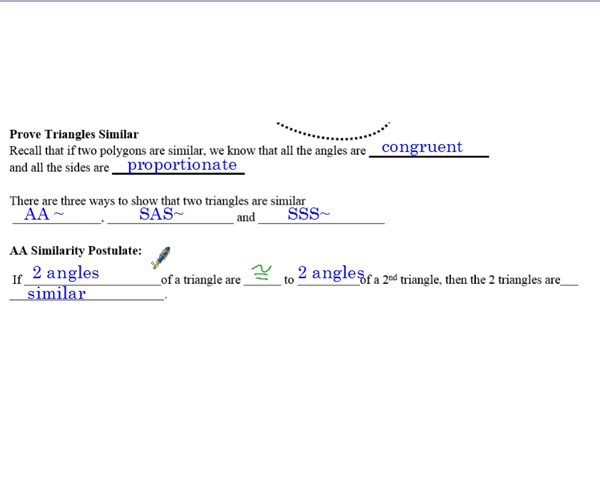 Prove Triangles Similar
Recall that if two polygons are similar, we know that all the angles are congruent
and all the sides are proportionate
There are three ways to show that two triangles are similar
AA ~, SAS~ and SSS~
AA Similarity Postulate:
If 2 angles of a triangle are ≅ to 2 angles of a 2nd triangle, then the 2 triangles are
similar.